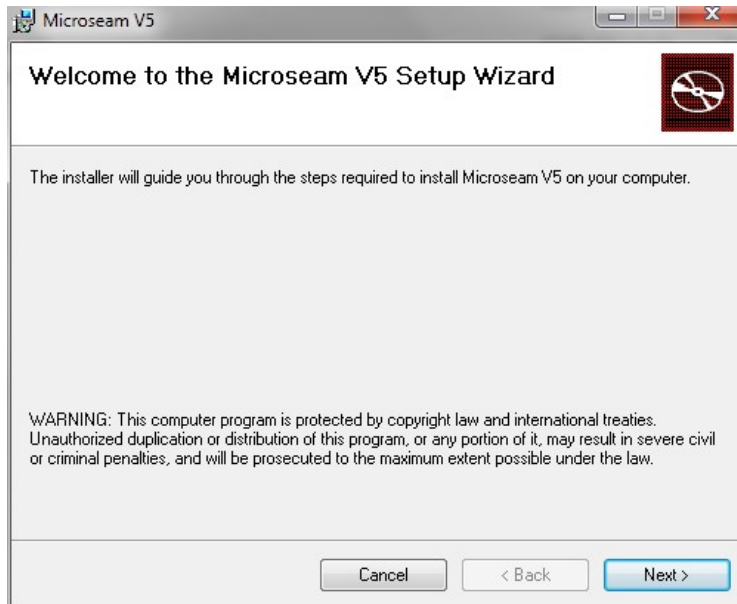 Microseam V5
Welcome to the Microseam V5 Setup Wizard
The installer will guide you through the steps required to install Microseam V5 on your computer.
WARNING: This computer program is protected by copyright law and international treaties.
Unauthorized duplication or distribution of this program, or any portion of it, may result in severe civil
or criminal penalties, and will be prosecuted to the maximum extent possible under the law.
Cancel
< Back
Next >